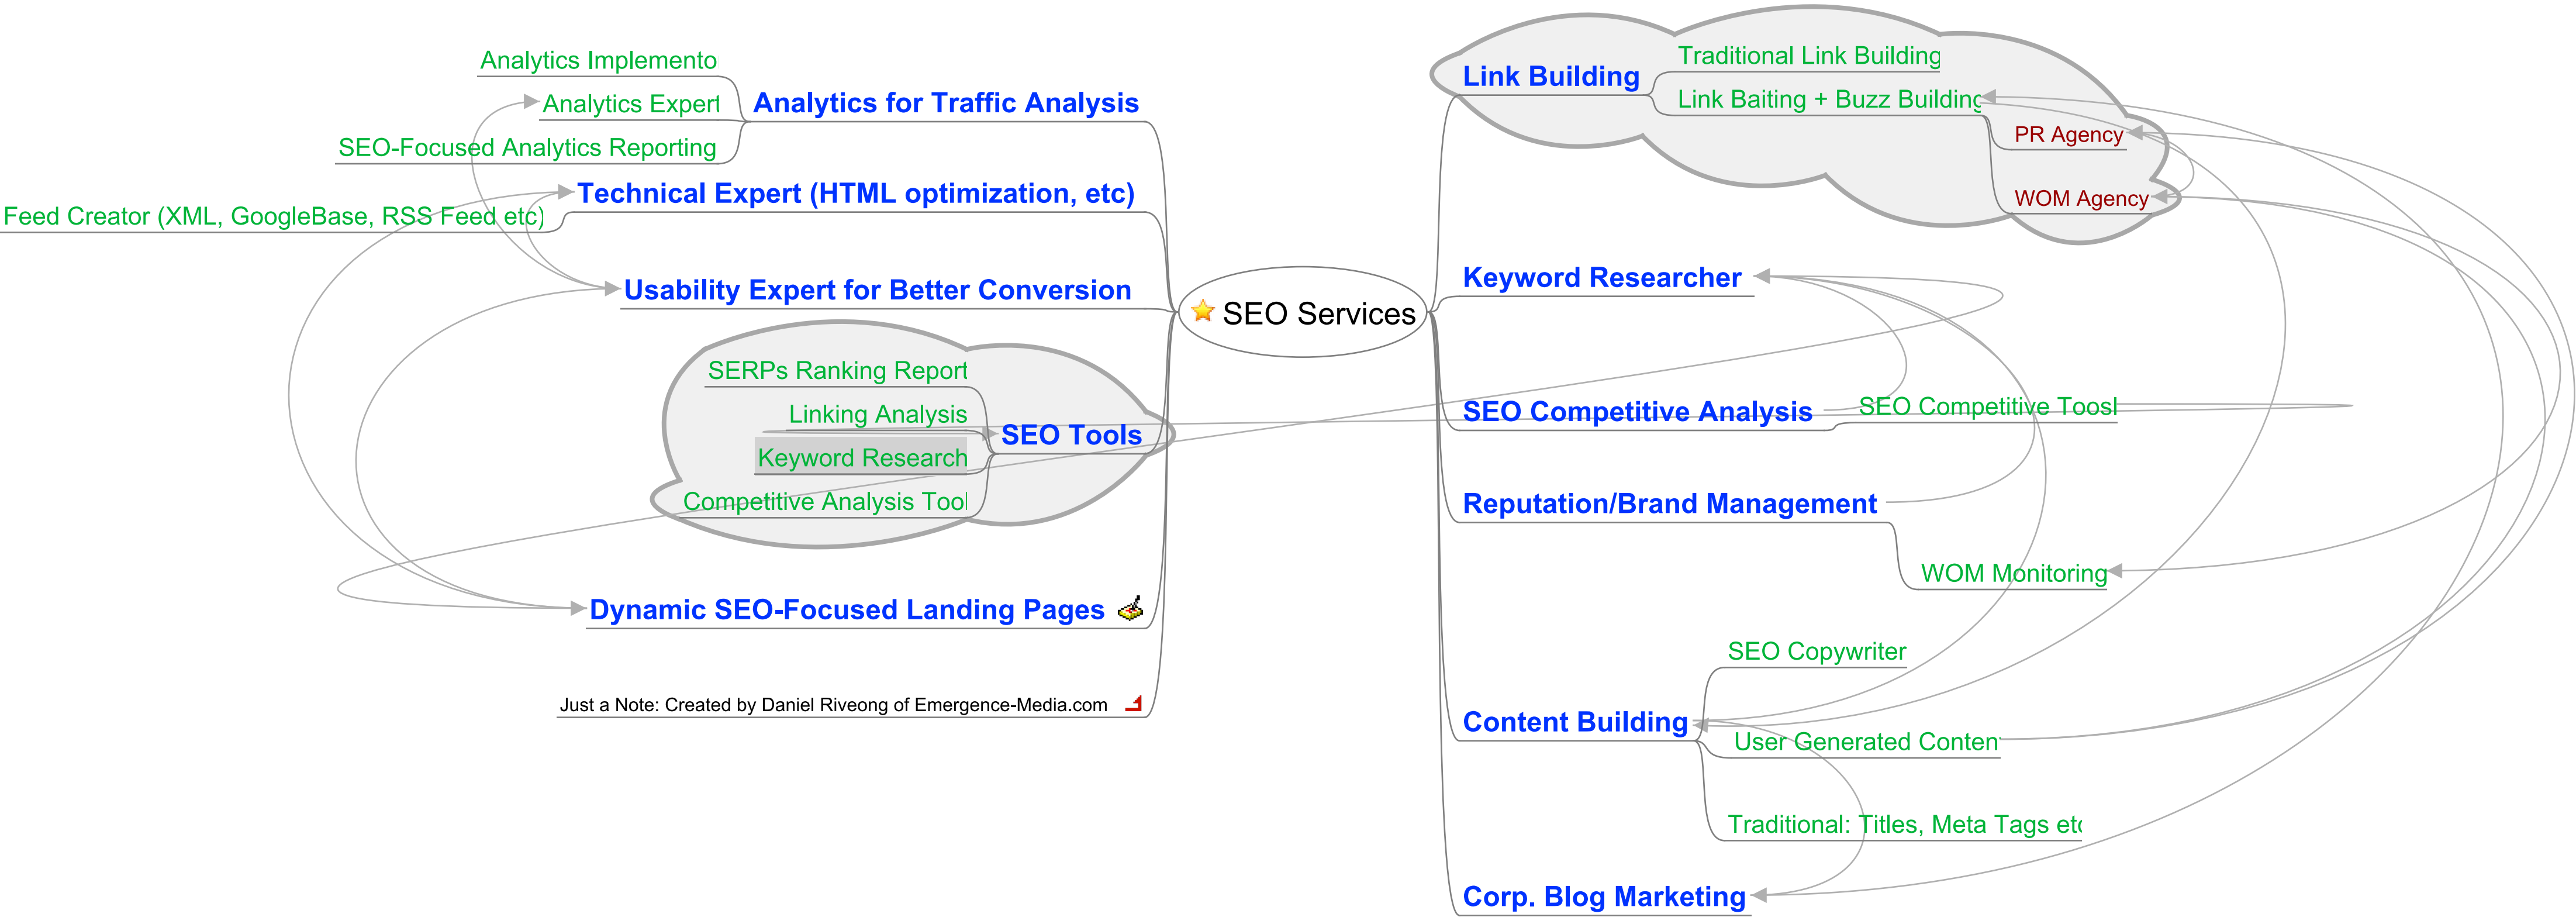 SEO Services
Analytics for Traffic Analysis
Analytics Implemento
Analytics Expert
SEO-Focused Analytics Reporting
Technical Expert (HTML optimization, etc)
Feed Creator (XML, GoogleBase, RSS Feed etc)
Usability Expert for Better Conversion
SEO Tools
SERPs Ranking Report
Linking Analysis
Keyword Research
Competitive Analysis Tool
Dynamic SEO-Focused Landing Pages
Just a Note: Created by Daniel Riveong of Emergence-Media.com
Link Building
Traditional Link Building
Link Baiting + Buzz Building
PR Agency
WOM Agency
Keyword Researcher
SEO Competitive Analysis
SEO Competitive Toosl
Reputation/Brand Management
WOM Monitoring
Content Building
SEO Copywriter
User Generated Conten
Traditional: Titles, Meta Tags etc
Corp. Blog Marketing